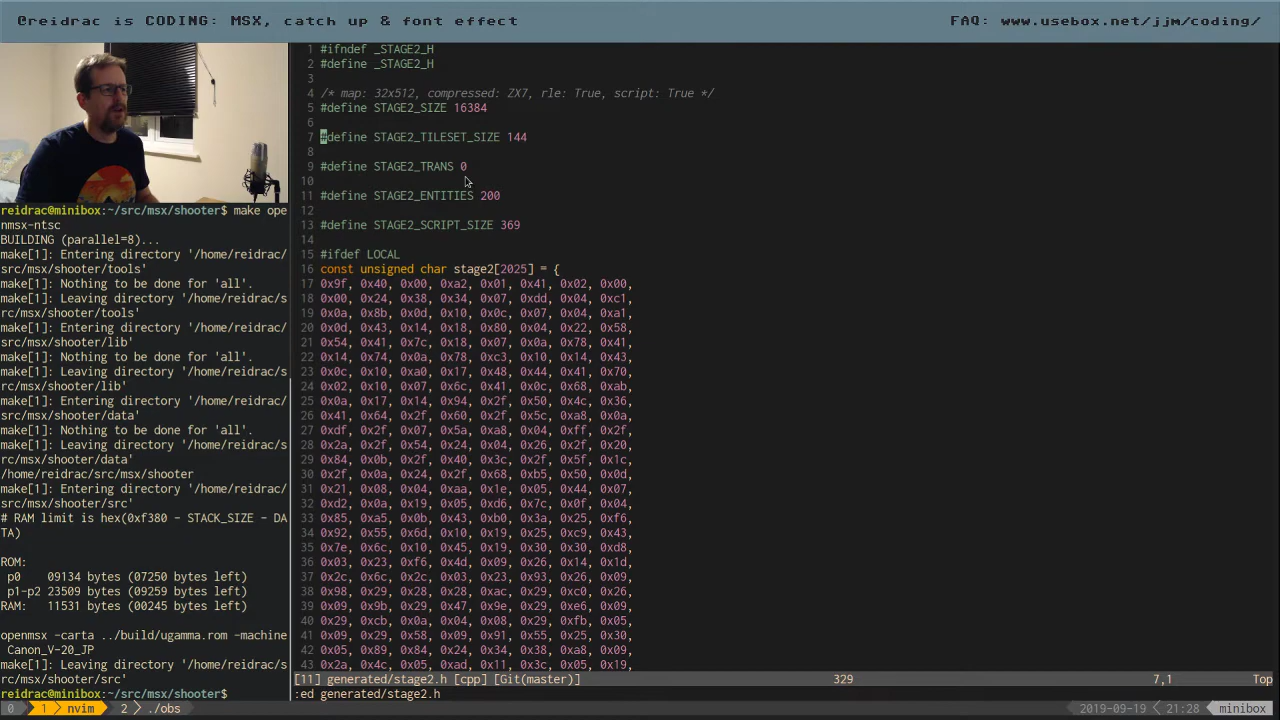 @reidrac is CODING: MSX, catch up & font effect
FAQ: www.usebox.net/jjm/coding/
reidrac@minibox:~/src/msx/shooter$ make ope
nmsx-ntsc
BUILDING (parallel=8)...
make[1]: Entering directory '/home/reidrac/
src/msx/shooter/tools'
make[1]: Nothing to be done for 'all'.
make[1]: Leaving directory '/home/reidrac/s
rc/msx/shooter/tools'
make[1]: Entering directory '/home/reidrac/
src/msx/shooter/lib'
make[1]: Nothing to be done for 'all'.
make[1]: Leaving directory '/home/reidrac/s
rc/msx/shooter/lib'
make[1]: Entering directory '/home/reidrac/
src/msx/shooter/data'
make[1]: Nothing to be done for 'all'.
make[1]: Leaving directory '/home/reidrac/s
rc/msx/shooter/data'
/home/reidrac/src/msx/shooter
make[1]: Entering directory '/home/reidrac/
src/msx/shooter/src'
# RAM limit is hex(0xf380 - STACK_SIZE - DA
TA)
ROM:
p0 09134 bytes (07250 bytes left)
p1-p2 23509 bytes (09259 bytes left)
RAM: 11531 bytes (00245 bytes left)
openmsx -carta ../build/ugamma.rom -machine
Canon_V-20_JP
make[1]: Leaving directory '/home/reidrac/s
rc/msx/shooter/src'
reidrac@minibox:~/src/msx/shooter$
1 #ifndef _STAGE2_H
2 #define _STAGE2_H
3
4 /* map: 32x512, compressed: ZX7, rle: True, script: True */
5 #define STAGE2_SIZE 16384
6
7 #define STAGE2_TILESET_SIZE 144
8
9 #define STAGE2_TRANS 0
10
11 #define STAGE2_ENTITIES 200
12
13 #define STAGE2_SCRIPT_SIZE 369
14
15 #ifdef LOCAL
16 const unsigned char stage2[2025] = {
17 0x9f, 0x40, 0x00, 0xa2, 0x01, 0x41, 0x02, 0x00,
18 0x00, 0x24, 0x38, 0x34, 0x07, 0xdd, 0x04, 0xc1,
19 0x0a, 0x8b, 0x0d, 0x10, 0x0c, 0x07, 0x04, 0xa1,
20 0x0d, 0x43, 0x14, 0x18, 0x80, 0x04, 0x22, 0x58,
21 0x54, 0x41, 0x7c, 0x18, 0x07, 0x0a, 0x78, 0x41,
22 0x14, 0x74, 0x0a, 0x78, 0xc3, 0x10, 0x14, 0x43,
23 0x0c, 0x10, 0xa0, 0x17, 0x48, 0x44, 0x41, 0x70,
24 0x02, 0x10, 0x07, 0x6c, 0x41, 0x0c, 0x68, 0xab,
25 0x0a, 0x17, 0x14, 0x94, 0x2f, 0x50, 0x4c, 0x36,
26 0x41, 0x64, 0x2f, 0x60, 0x2f, 0x5c, 0xa8, 0x0a,
27 0xdf, 0x2f, 0x07, 0x5a, 0xa8, 0x04, 0xff, 0x2f,
28 0x2a, 0x2f, 0x54, 0x24, 0x04, 0x26, 0x2f, 0x20,
29 0x84, 0x0b, 0x2f, 0x40, 0x3c, 0x2f, 0x5f, 0x1c,
30 0x2f, 0x0a, 0x24, 0x2f, 0x68, 0xb5, 0x50, 0x0d,
31 0x21, 0x08, 0x04, 0xaa, 0x1e, 0x05, 0x44, 0x07,
32 0xd2, 0x0a, 0x19, 0x05, 0xd6, 0x7c, 0x0f, 0x04,
33 0x85, 0xa5, 0x0b, 0x43, 0xb0, 0x3a, 0x25, 0xf6,
34 0x92, 0x55, 0x6d, 0x10, 0x19, 0x25, 0xc9, 0x43,
35 0x7e, 0x6c, 0x10, 0x45, 0x19, 0x30, 0x30, 0xd8,
36 0x03, 0x23, 0xf6, 0x4d, 0x09, 0x26, 0x14, 0x1d,
37 0x2c, 0x6c, 0x2c, 0x03, 0x23, 0x93, 0x26, 0x09,
38 0x98, 0x29, 0x28, 0x28, 0xac, 0x29, 0xc0, 0x26,
39 0x09, 0x9b, 0x29, 0x47, 0x9e, 0x29, 0xe6, 0x09,
40 0x29, 0xcb, 0x0a, 0x04, 0x08, 0x29, 0xfb, 0x05,
41 0x09, 0x29, 0x58, 0x09, 0x91, 0x55, 0x25, 0x30,
42 0x05, 0x89, 0x84, 0x24, 0x34, 0x38, 0xa8, 0x09,
43 0x2a, 0x4c, 0x05, 0xad, 0x11, 0x3c, 0x05, 0x19,
[11] generated/stage2.h [cpp] [Git(master)] 329 7,1 Top
:ed generated/stage2.h
0 1 nvim 2 ./obs 2019-09-19 21:28 minibox